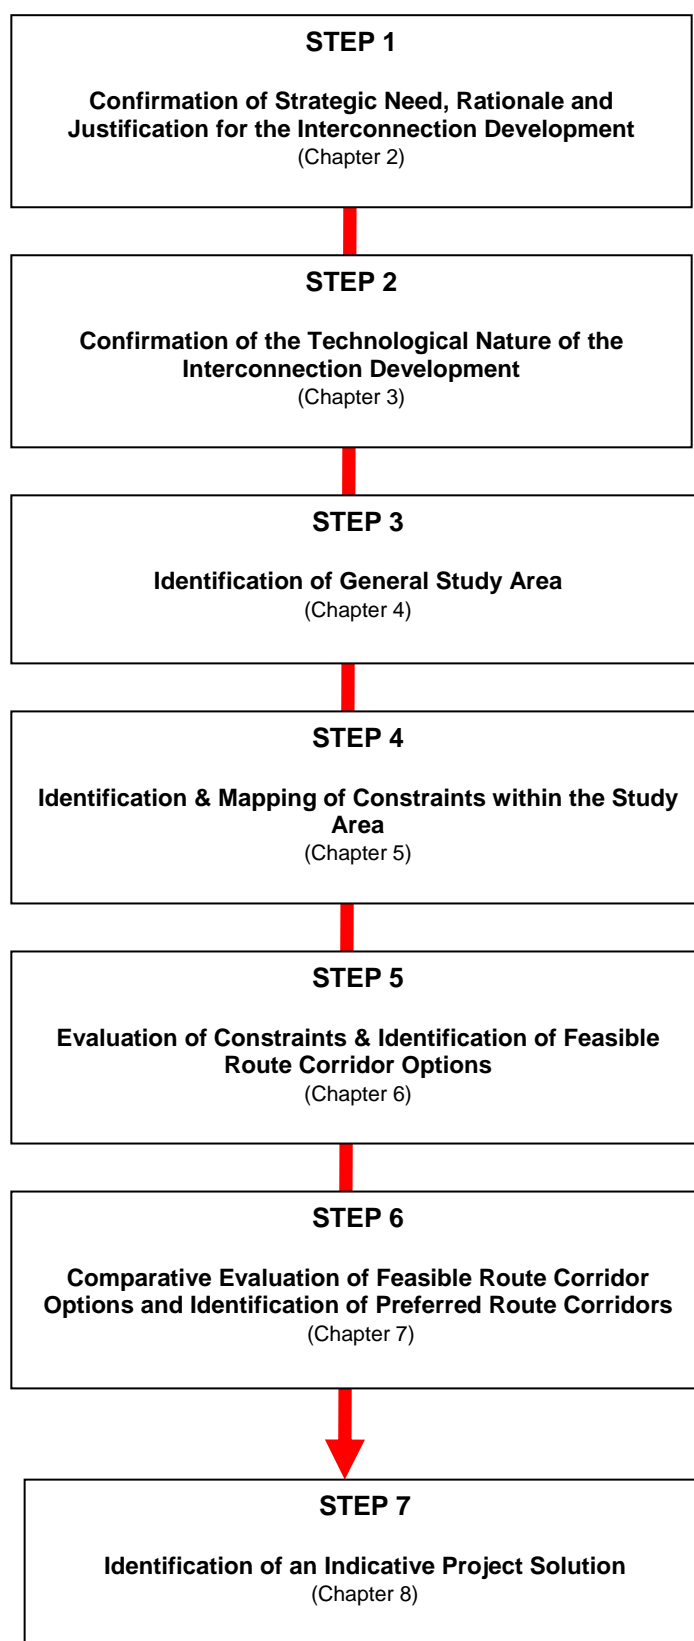 STEP 1
Confirmation of Strategic Need, Rationale and
Justification for the Interconnection Development
(Chapter 2)
STEP 2
Confirmation of the Technological Nature of the
Interconnection Development
(Chapter 3)
STEP 3
Identification of General Study Area
(Chapter 4)
STEP 4
Identification & Mapping of Constraints within the Study
Area
(Chapter 5)
STEP 5
Evaluation of Constraints & Identification of Feasible
Route Corridor Options
(Chapter 6)
STEP 6
Comparative Evaluation of Feasible Route Corridor
Options and Identification of Preferred Route Corridors
(Chapter 7)
STEP 7
Identification of an Indicative Project Solution
(Chapter 8)